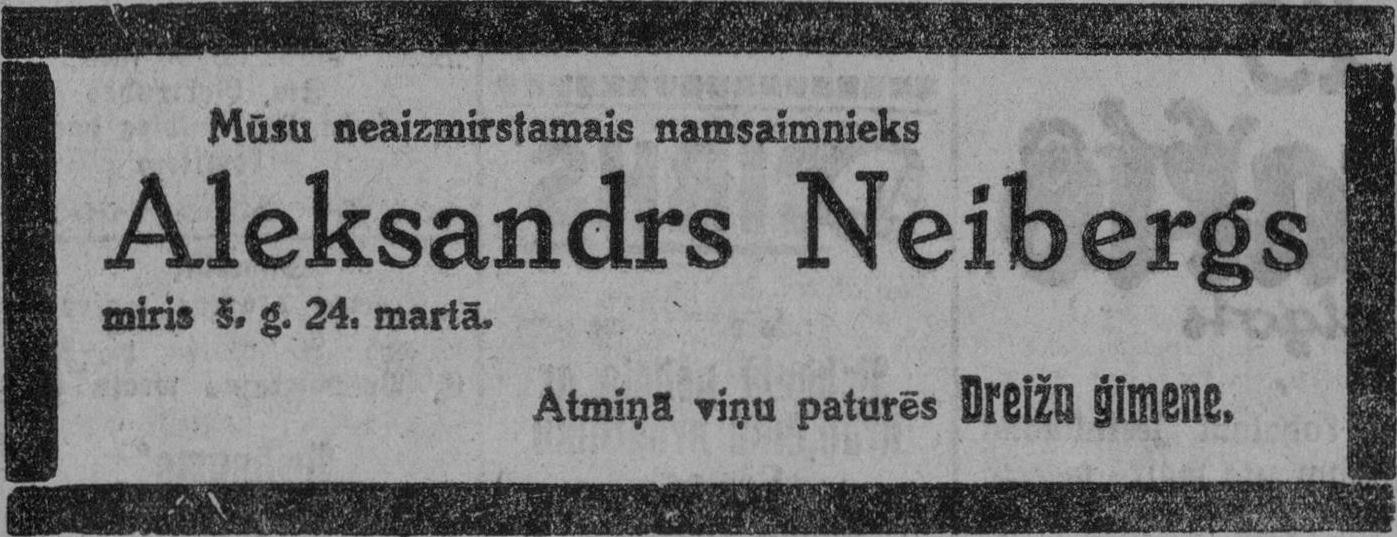 Mūsu neaizmirstamais namsaimnieks
Aleksandrs Neibergs
miris š. g. 24. martā.
Atmiņā viņu paturēs Dreižu ģimene.